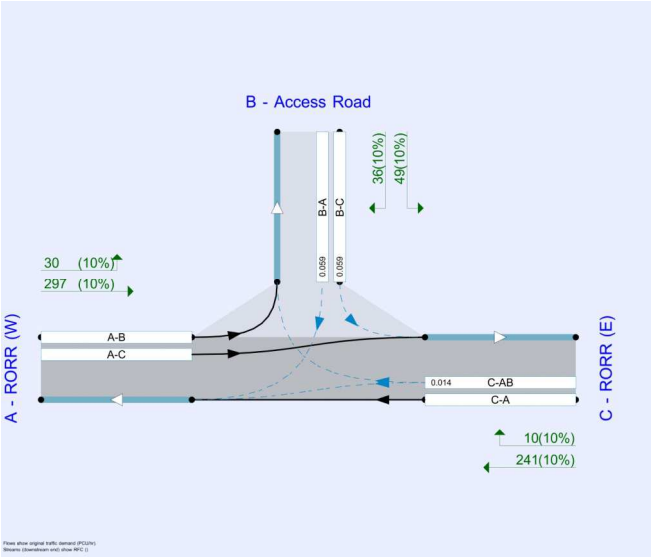 B - Access Road
36(10%)
49(10%)
B-A
B-C
0.059
0.059
30 (10%)
297 (10%)
A - RORR (W)
A-B
A-C
C - RORR (E)
0.014 C-AB
C-A
10(10%)
241(10%)
Flows show original traffic demand (PCU/hr)
Streams (downstream end) show RFC ()